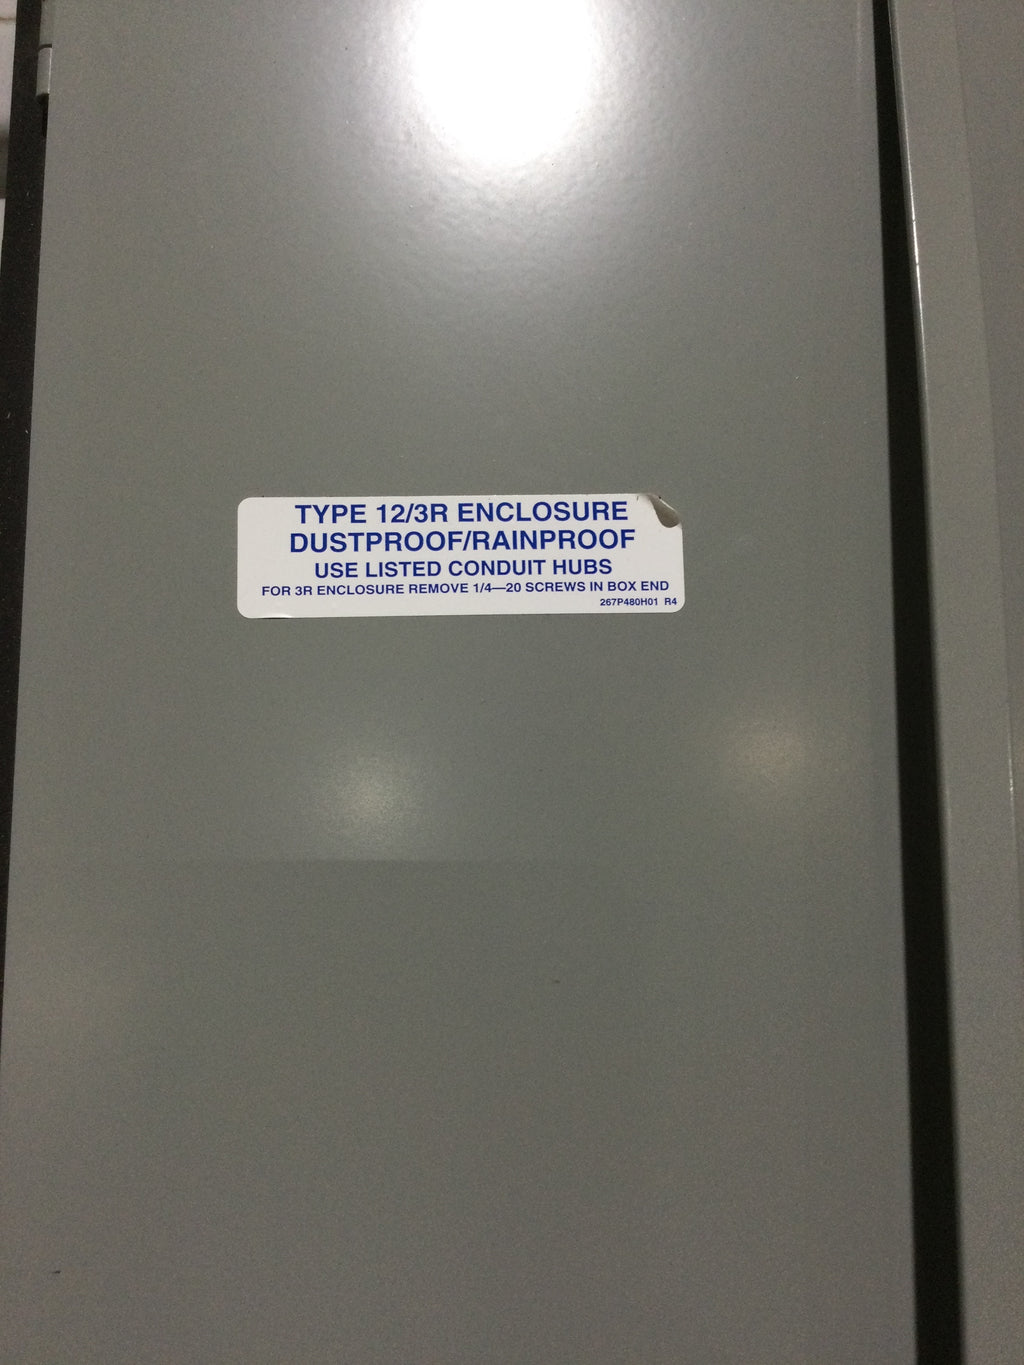 TYPE 12/3R ENCLOSURE
DUSTPROOF/RAINPROOF
USE LISTED CONDUIT HUBS
FOR 3R ENCLOSURE REMOVE 1/4—20 SCREWS IN BOX END
267P480H01 R4